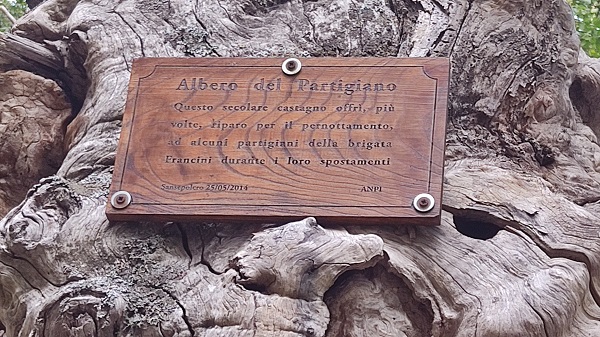 Albero del Partigiano
Questo secolare castagno offrì, più
volte, riparo per il pernottamento,
ad alcuni partigiani della brigata
Francini durante i loro spostamenti
Sansepolcro 25/05/2014 ANPI